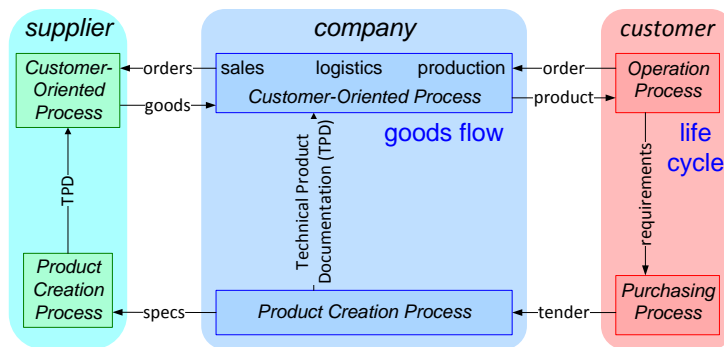 supplier
company
customer
Customer-
Oriented
Process
orders
goods
sales logistics production
Customer-Oriented Process
order
product
Operation
Process
goods flow
life
cycle
TPD
Technical Product
Documentation (TPD)
requirements
Product
Creation
Process
specs
Product Creation Process
tender
Purchasing
Process